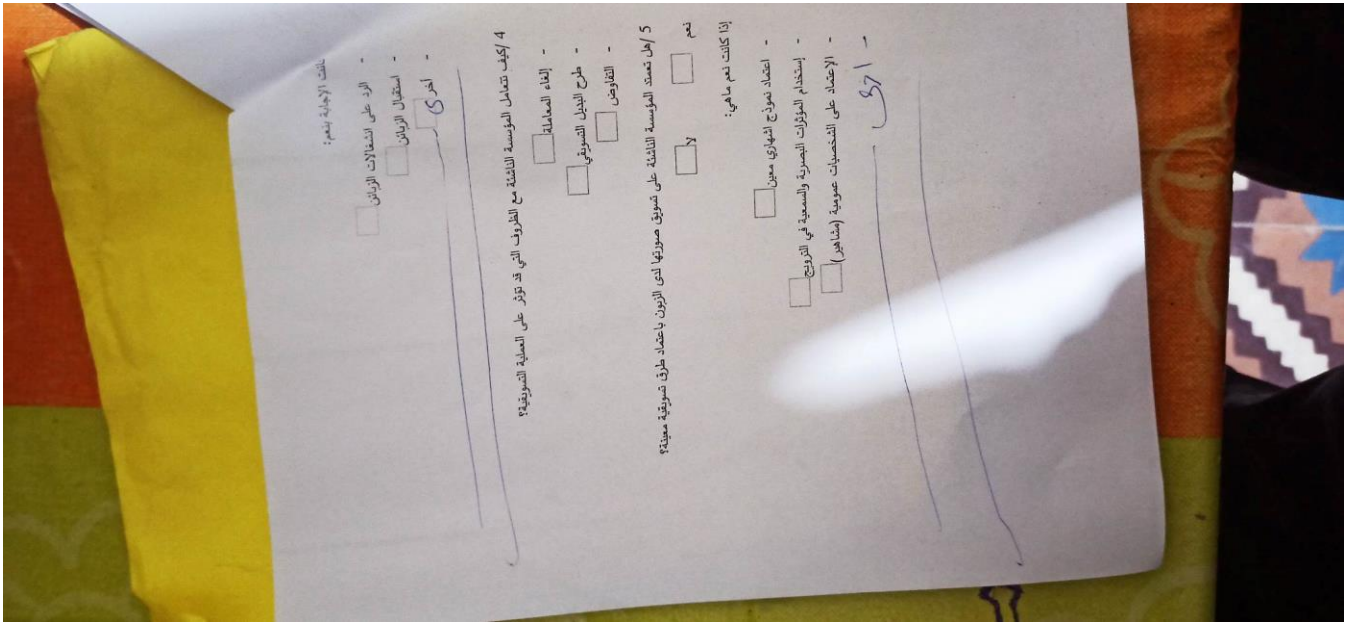 كانت الإجابة بنعم:
- الرد على انشغالات الزبائن
- استقبال الزبائن
- أخرى
4 /كيف تتعامل المؤسسة الناشئة مع الظروف التي قد تؤثر على العملية التسويقية؟
- إلغاء المعاملة
- طرح البديل التسويقي
- التفاوض
5 /هل تعتمد المؤسسة الناشئة على تسويق صورتها لدى الزبون باعتماد طرق تسويقية معينة؟
نعم لا
إذا كانت نعم ماهي:
- اعتماد نموذج اشهاري معين
- إستخدام المؤثرات البصرية والسمعية في الترويج
- الاعتماد على الشخصيات عمومية (مشاهير)
- أخرى